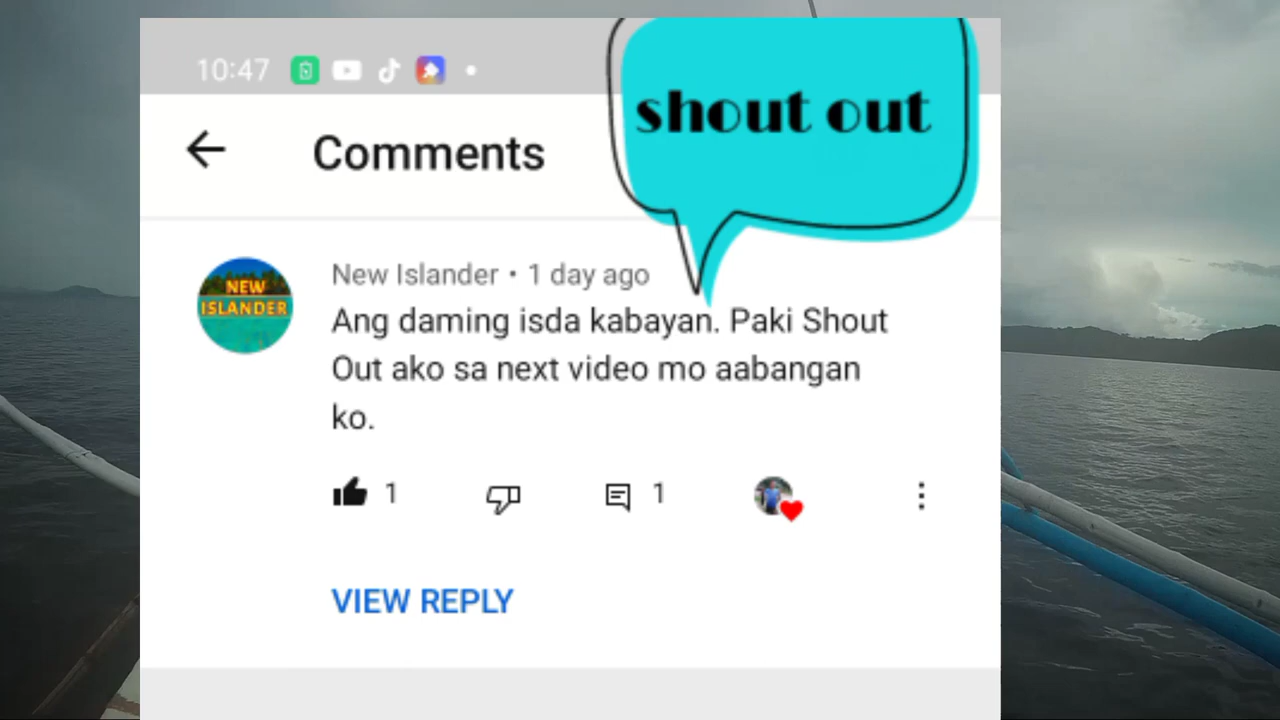 10:47
shout out
Comments
NEW
ISLANDER
New Islander • 1 day ago
Ang daming isda kabayan. Paki Shout
Out ako sa next video mo aabangan
ko.
1
1
VIEW REPLY